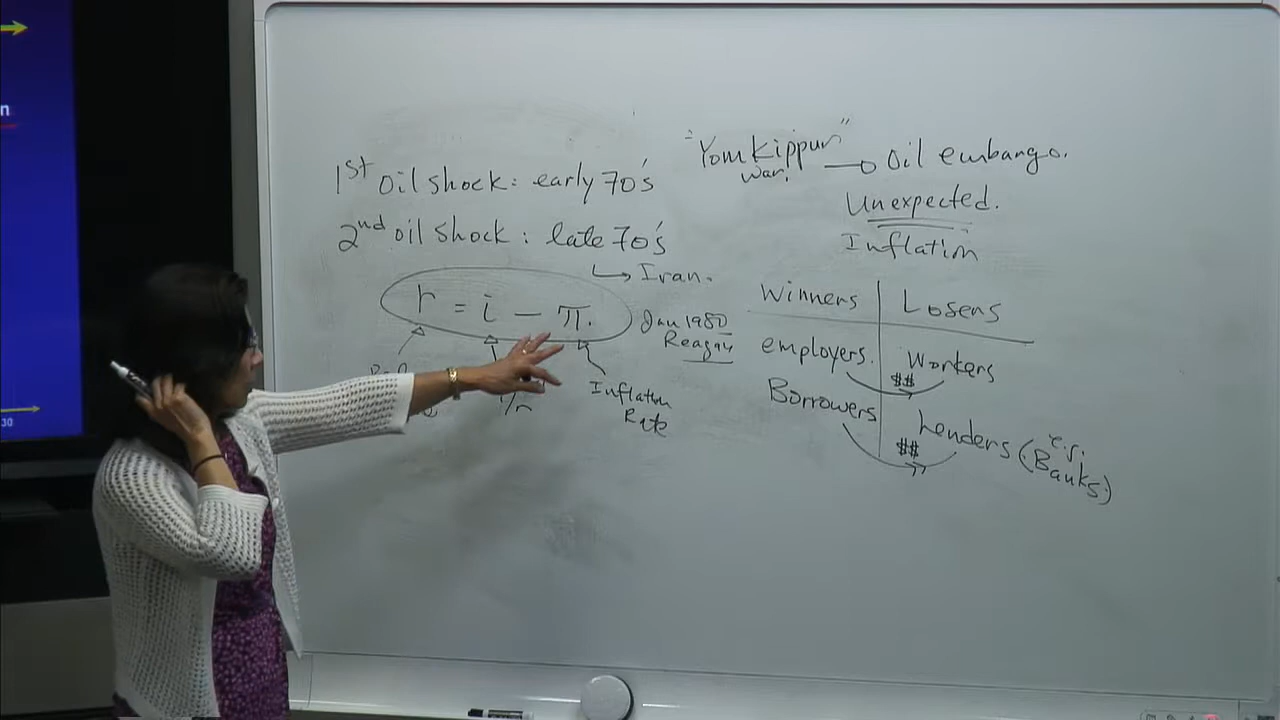 1st Oil shock: early 70's
2nd oil shock: late 70's
Iran.
r = i - π.
Jan 1980
Reagan
Inflation
Rate
"Yom Kippur"
War.
Oil embargo.
Unexpected.
Inflation
Winners Losers
employers. Workers
$$
Borrowers
Lenders (e.g.
Banks)
$$
n
30